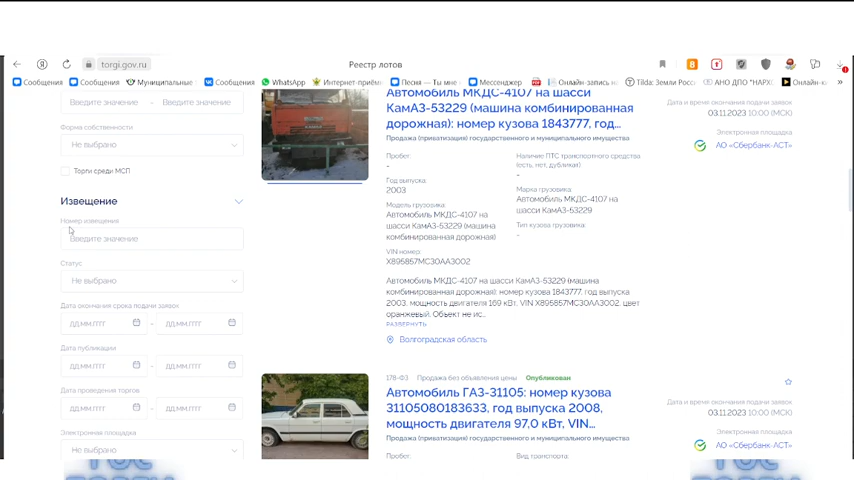 torgi.gov.ru
Реестр лотов
Сообщения
Сообщения
Муниципальные
Сообщения
WhatsApp
Интернет-приём
Песня — Ты мне
Мессенджер
Онлайн-запись н
Tilda: Земли Росс
АНО ДПО "НАРХ
Онлайн-к
»
Введите значение - Введите значение
Форма собственности
Не выбрано
Торги среди МСП
Извещение
Номер извещения
Введите значение
Статус
Не выбрано
Дата окончания срока подачи заявок
дд.мм.гггг - дд.мм.гггг
Дата публикации
дд.мм.гггг - дд.мм.гггг
Дата проведения торгов
дд.мм.гггг - дд.мм.гггг
Электронная площадка
Не выбрано
Автомобиль МКДС-4107 на шасси
КамАЗ-53229 (машина комбинированная
дорожная): номер кузова 1843777, год...
Продажа (приватизация) государственного и муниципального имущества
Пробег:
-
Наличие ПТС транспортного средства
(есть, нет, дубликат):
-
Год выпуска:
2003
Марка грузовика:
Автомобиль МКДС-4107 на
шасси КамАЗ-53229
Модель грузовика:
Автомобиль МКДС-4107 на
шасси КамАЗ-53229 (машина
комбинированная дорожная)
Тип кузова грузовика:
-
VIN номер:
X895857MC30AA3002
Автомобиль МКДС-4107 на шасси КамАЗ-53229 (машина
комбинированная дорожная): номер кузова 1843777, год выпуска
2003, мощность двигателя 169 кВт, VIN X895857MC30AA3002, цвет
оранжевый. Объект не ис...
РАЗВЕРНУТЬ
Волгоградская область
Дата и время окончания подачи заявок
03.11.2023 10:00 (МСК)
Электронная площадка
АО «Сбербанк-АСТ»
178-ФЗ Продажа без объявления цены Опубликован
Автомобиль ГАЗ-31105: номер кузова
31105080183633, год выпуска 2008,
мощность двигателя 97,0 кВт, VIN...
Продажа (приватизация) государственного и муниципального имущества
Пробег:
Вид транспорта:
Дата и время окончания подачи заявок
03.11.2023 10:00 (МСК)
Электронная площадка
АО «Сбербанк-АСТ»